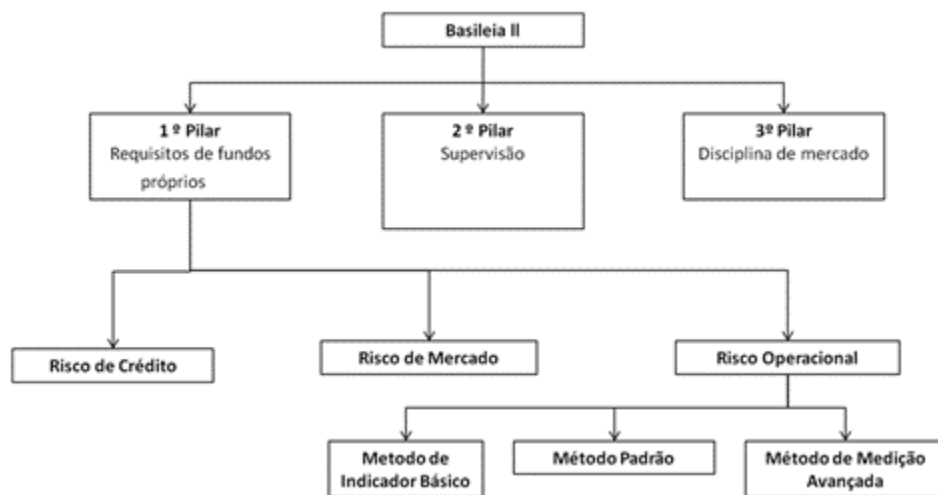 Basileia ll
1 º Pilar
Requisitos de fundos
próprios
2 º Pilar
Supervisão
3º Pilar
Disciplina de mercado
Risco de Crédito
Risco de Mercado
Risco Operacional
Metodo de
Indicador Básico
Método Padrão
Método de Medição
Avançada